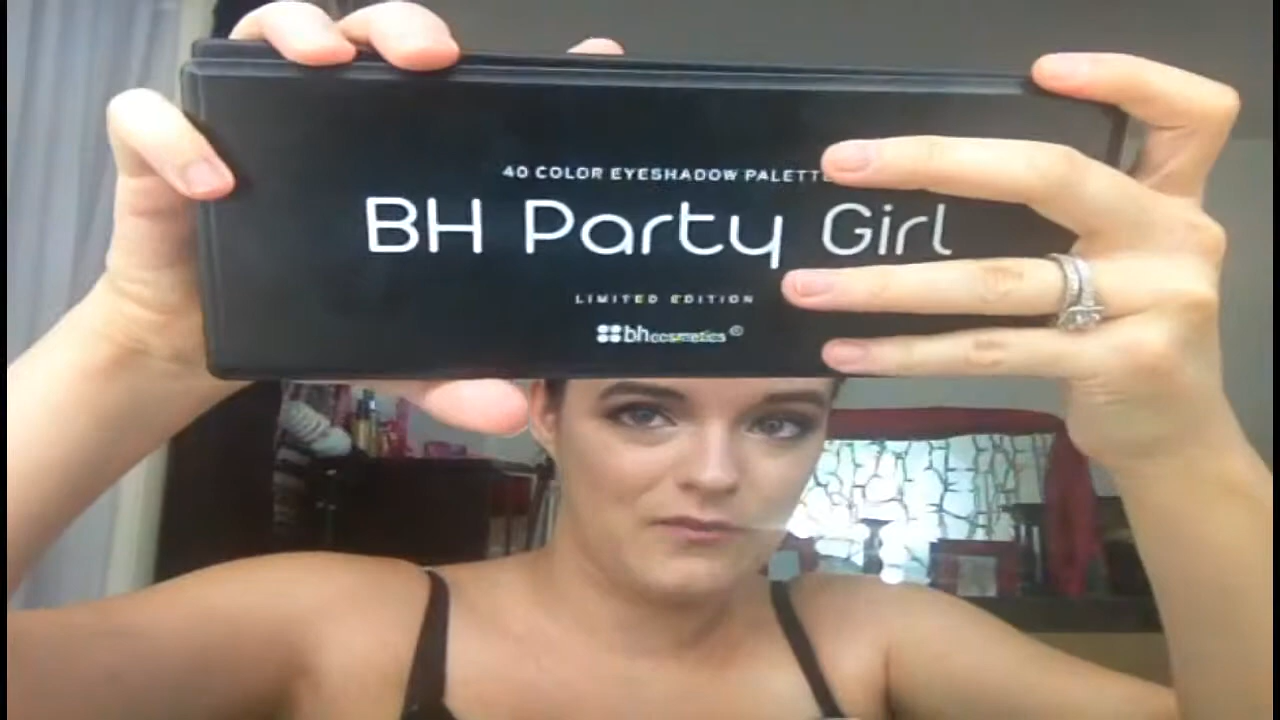 40 COLOR EYESHADOW PALETTE
BH Party Girl
LIMITED EDITION
bhcosmetics®